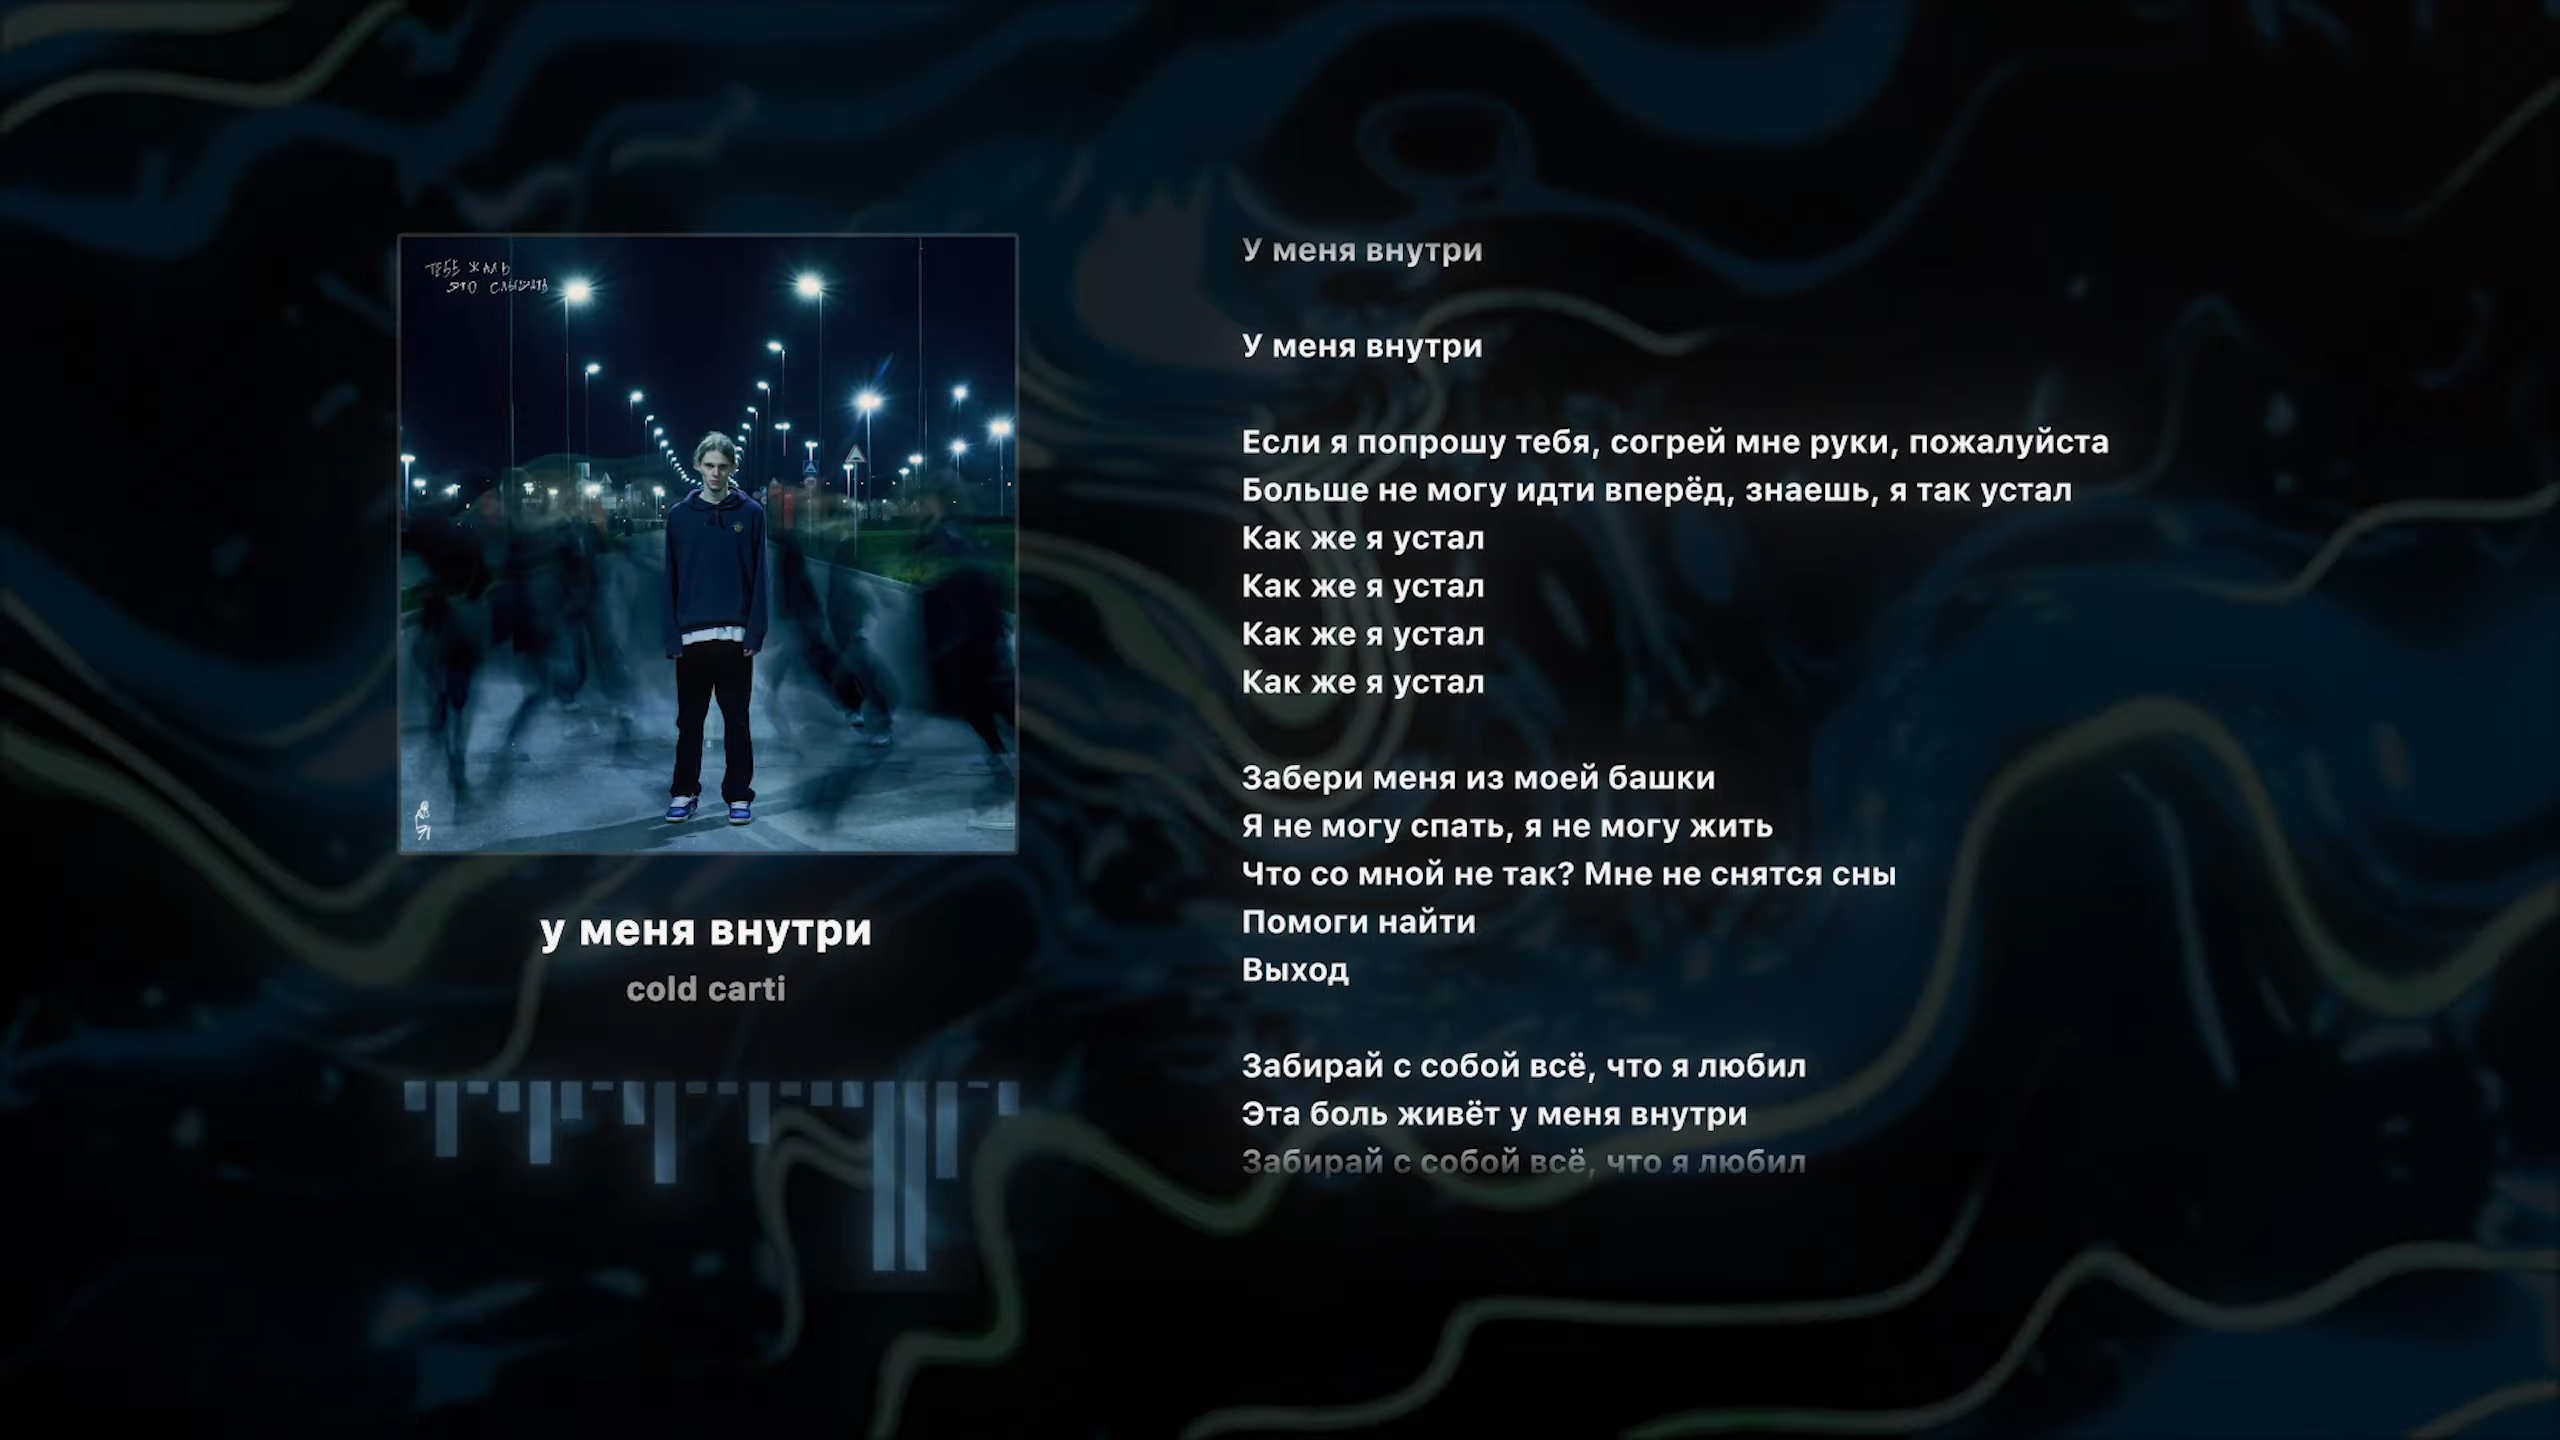 ТЕБЕ ЖАЛЬ
ЭТО СЛЫШАТЬ
у меня внутри
cold carti
У меня внутри
У меня внутри
Если я попрошу тебя, согрей мне руки, пожалуйста
Больше не могу идти вперёд, знаешь, я так устал
Как же я устал
Как же я устал
Как же я устал
Как же я устал
Забери меня из моей башки
Я не могу спать, я не могу жить
Что со мной не так? Мне не снятся сны
Помоги найти
Выход
Забирай с собой всё, что я любил
Эта боль живёт у меня внутри
Забирай с собой всё, что я любил